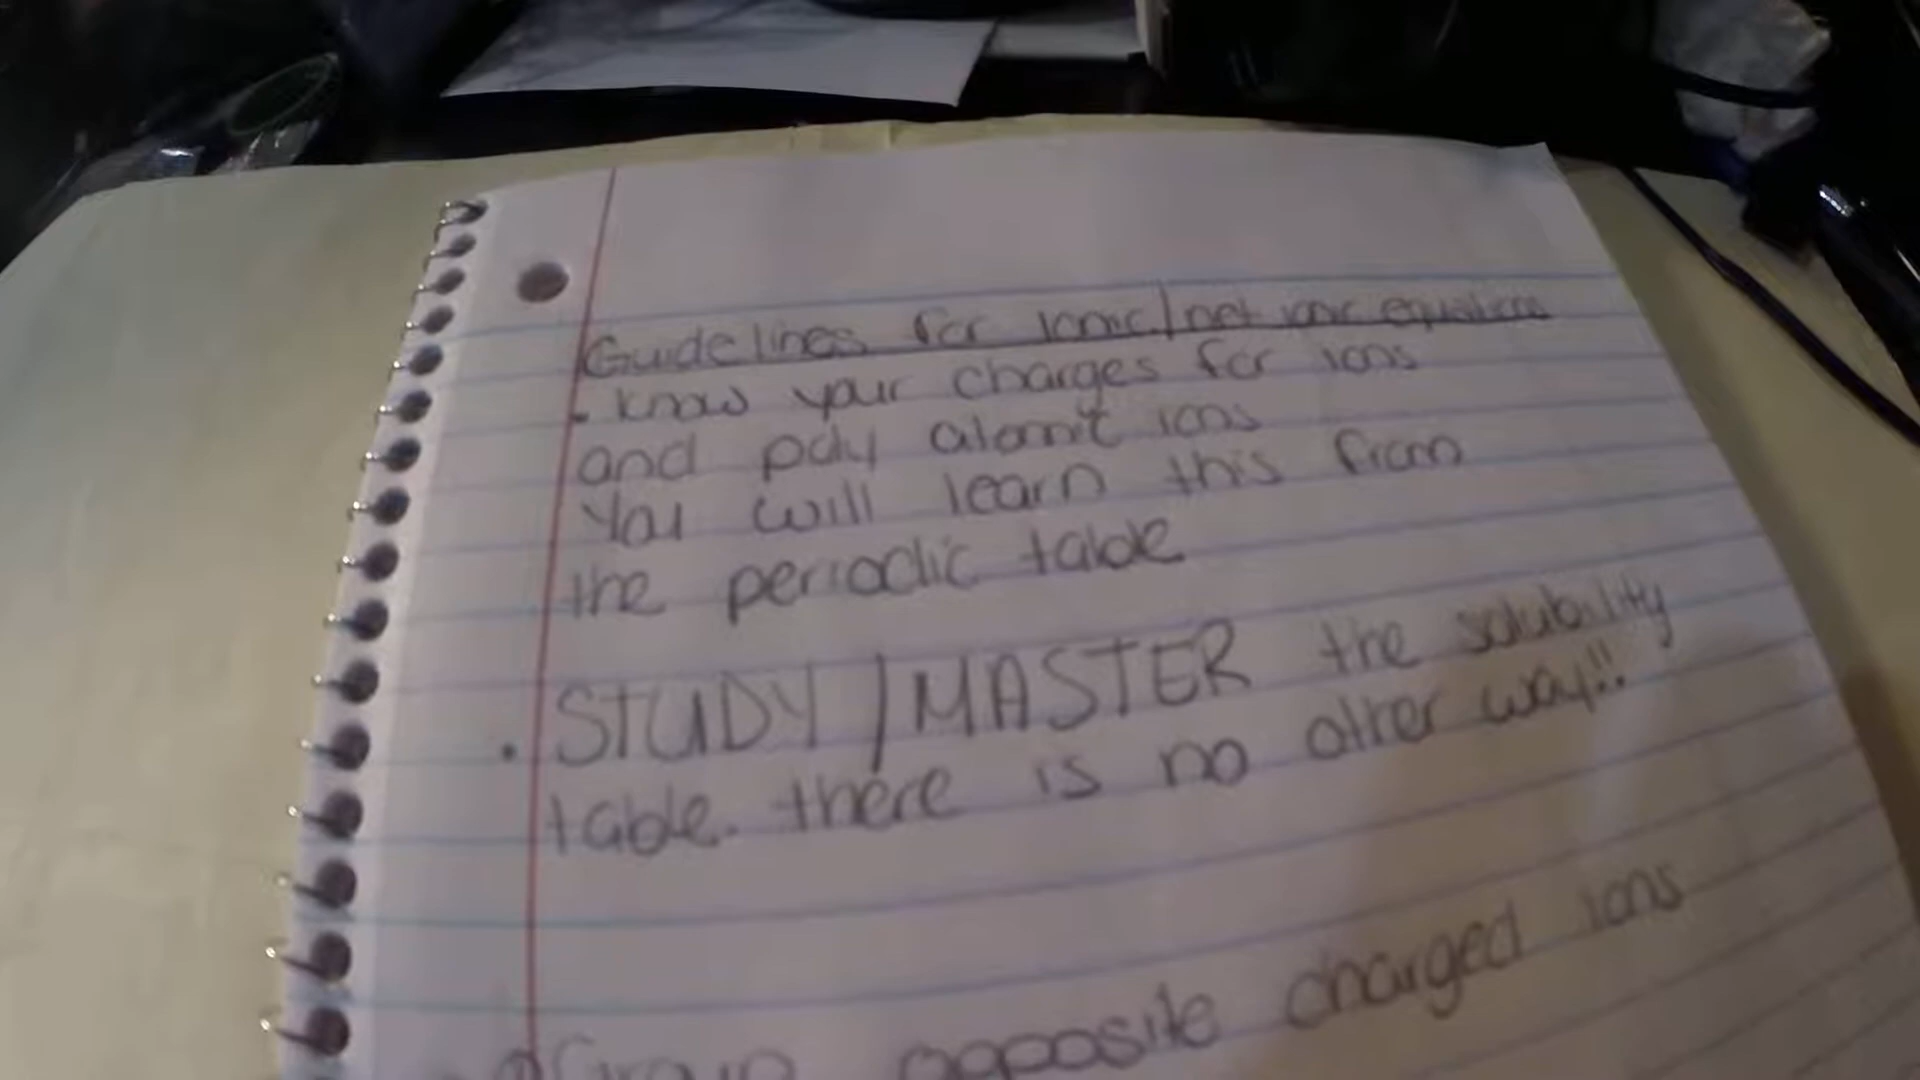 Guidelines for ionic/net ionic equations
. know your charges for ions
and poly atomic ions
You will learn this from
the periodic table
. STUDY/MASTER the solubility
table. there is no other way!!
Group opposite charged ions